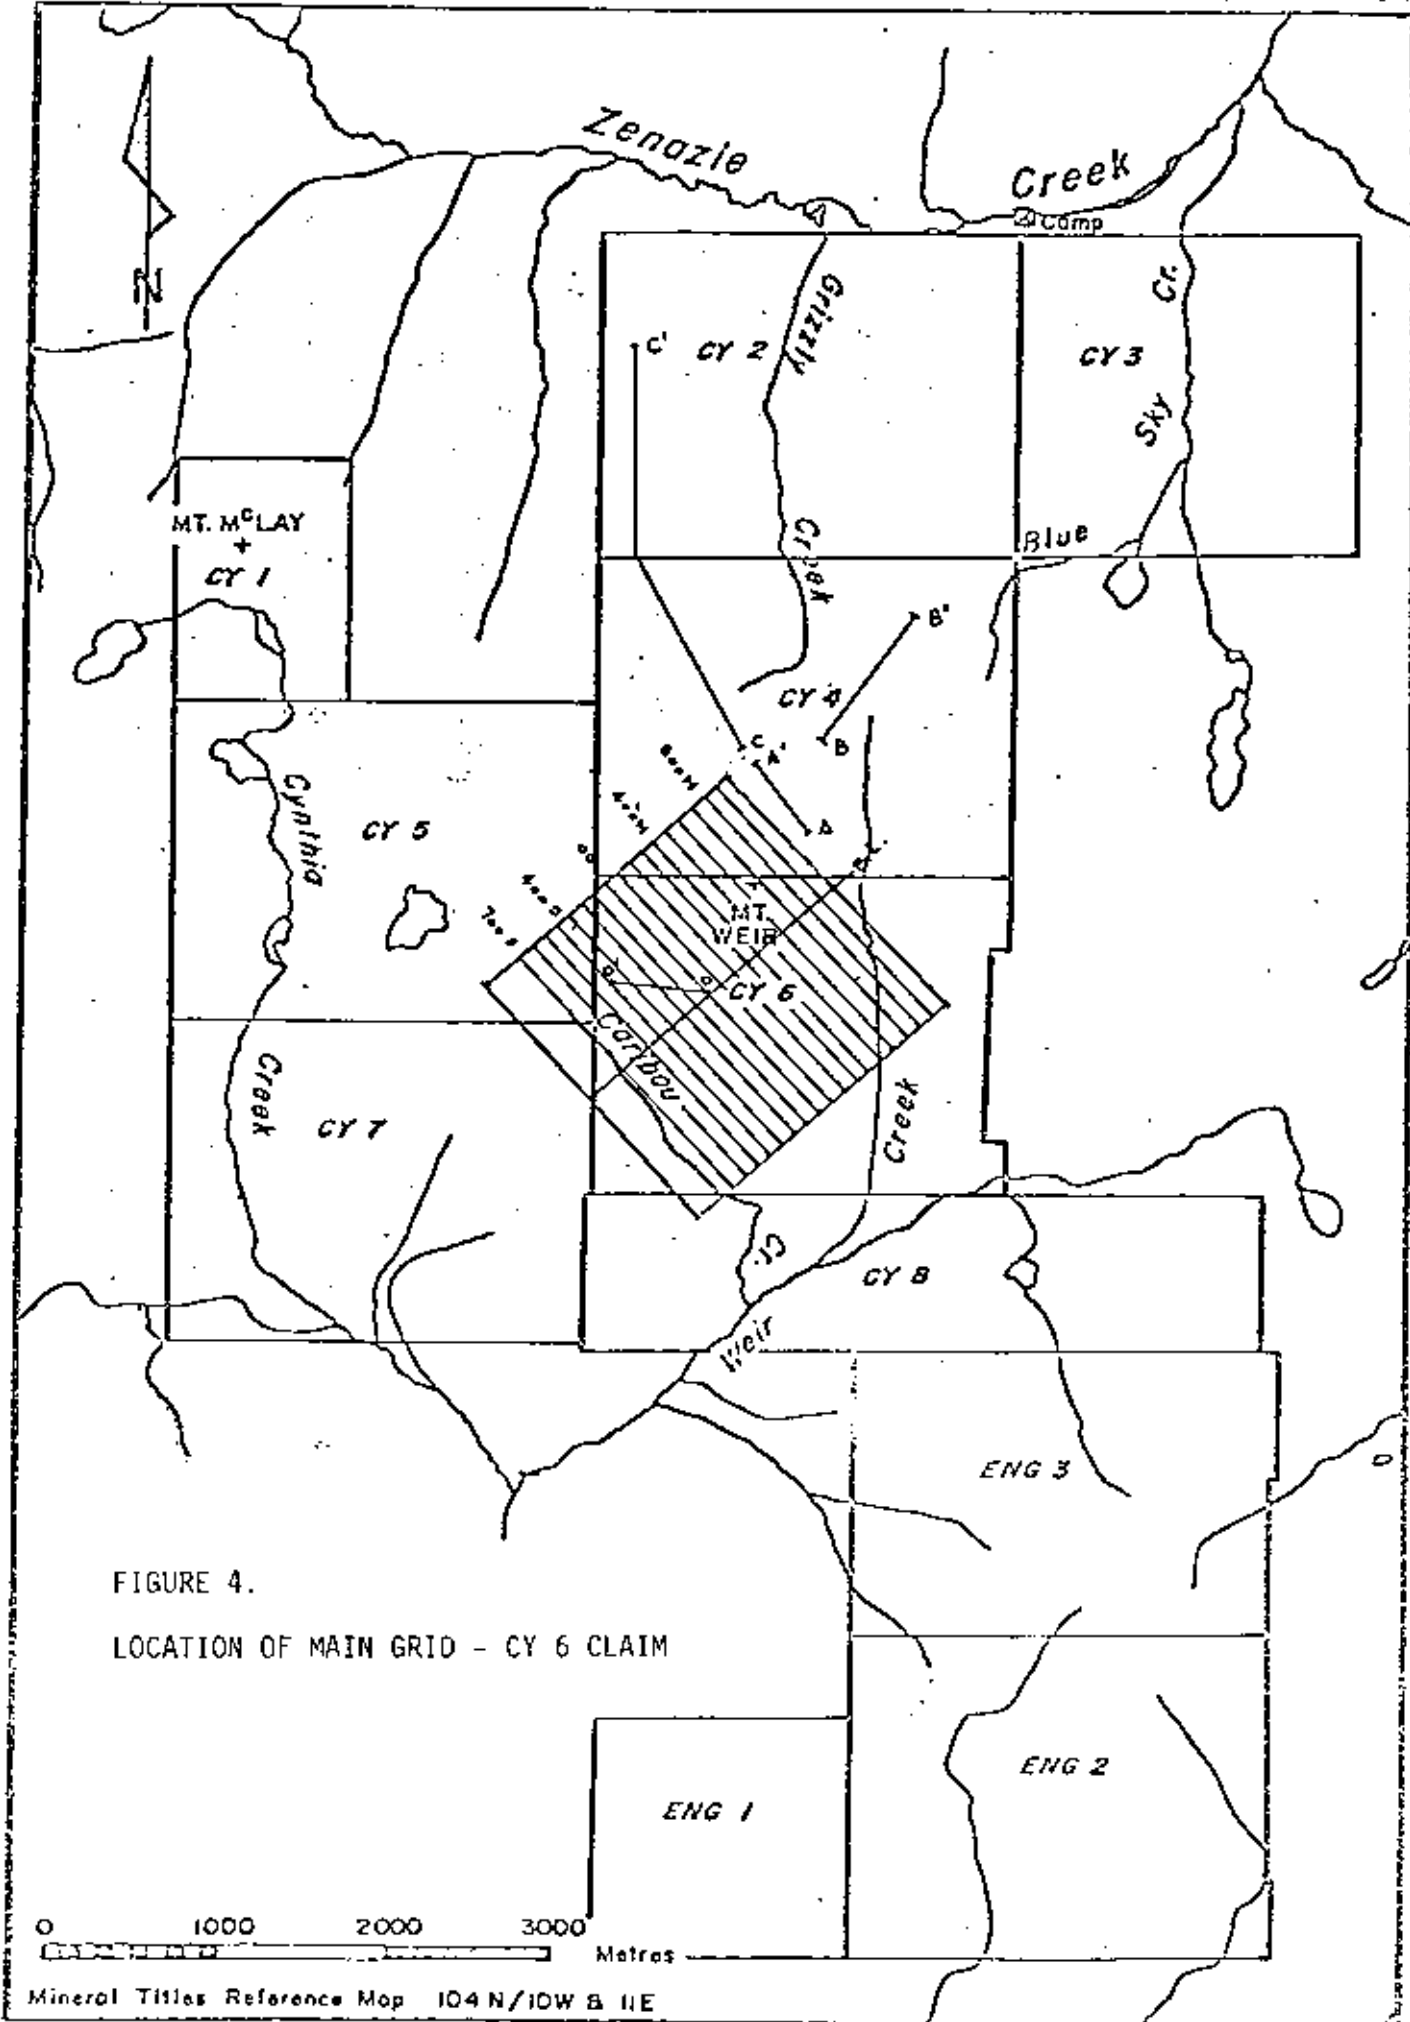 Zenazie
Creek
Camp
N
Grizzly
Cr.
C'
CY 2
CY 3
Sky
MT. McLAY
Creek
Blue
CY 1
B'
CY 4
C
A'
B
Cynthia
CY 5
A
MT.
WEIR
D
CY 6
Caribou
Creek
CY 7
Creek
Cr.
CY 8
Weir
ENG 3
FIGURE 4.
LOCATION OF MAIN GRID - CY 6 CLAIM
ENG 2
ENG 1
0 1000 2000 3000
Metres
Mineral Titles Reference Map 104 N/10W & 11E